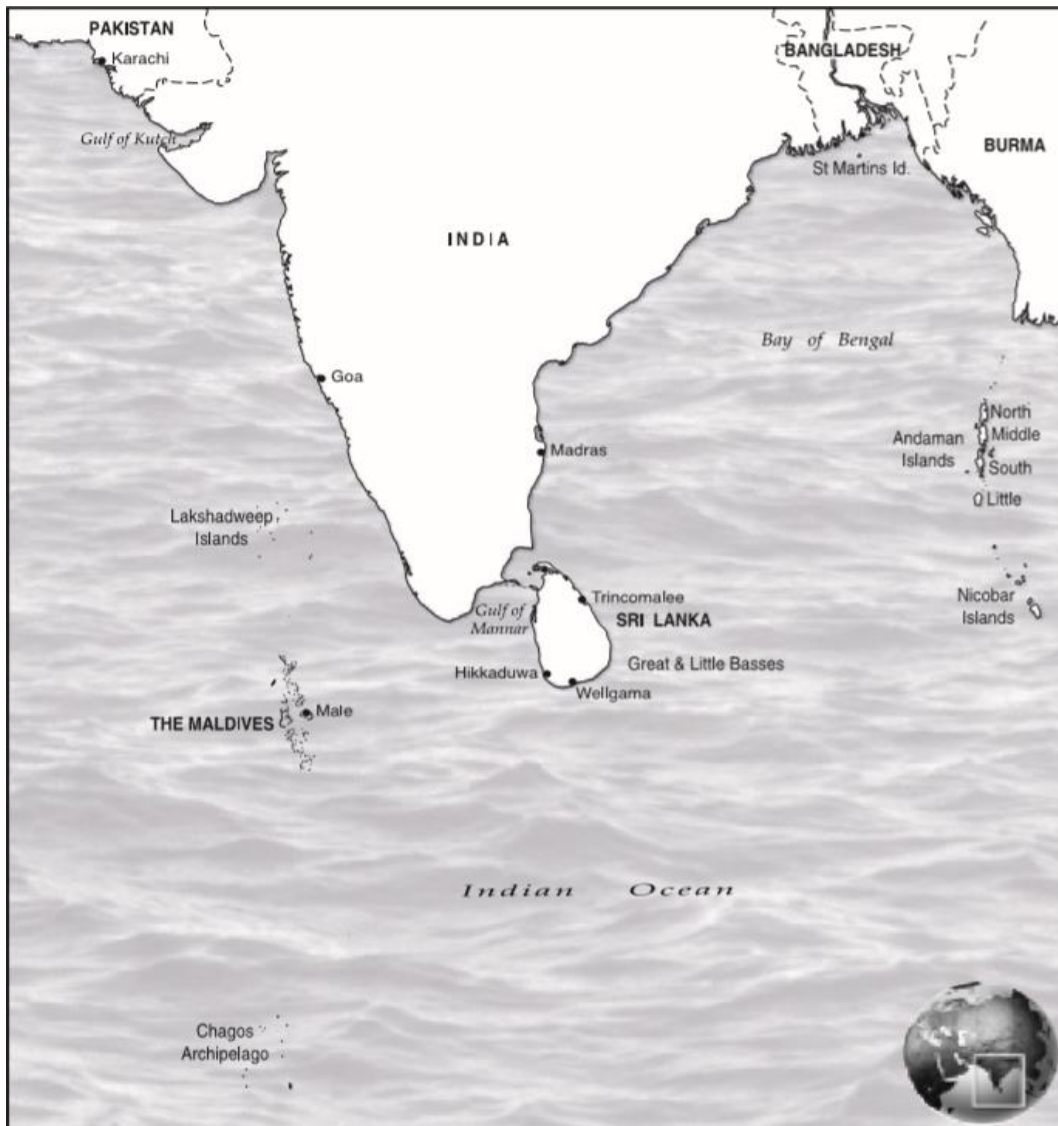 PAKISTAN
Karachi
BANGLADESH
Gulf of Kutch
BURMA
St Martins Id.
INDIA
Bay of Bengal
Goa
North
Andaman
Islands
Middle
Madras
South
Little
Lakshadweep
Islands
Trincomalee
Nicobar
Islands
Gulf of
Mannar
SRI LANKA
Great & Little Basses
Hikkaduwa
Wellgama
THE MALDIVES
Male
Indian Ocean
Chagos
Archipelago